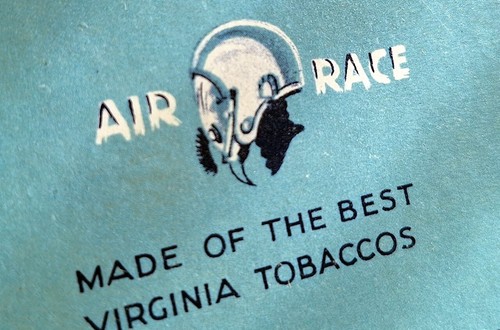 AIR RACE
MADE OF THE BEST
VIRGINIA TOBACCOS